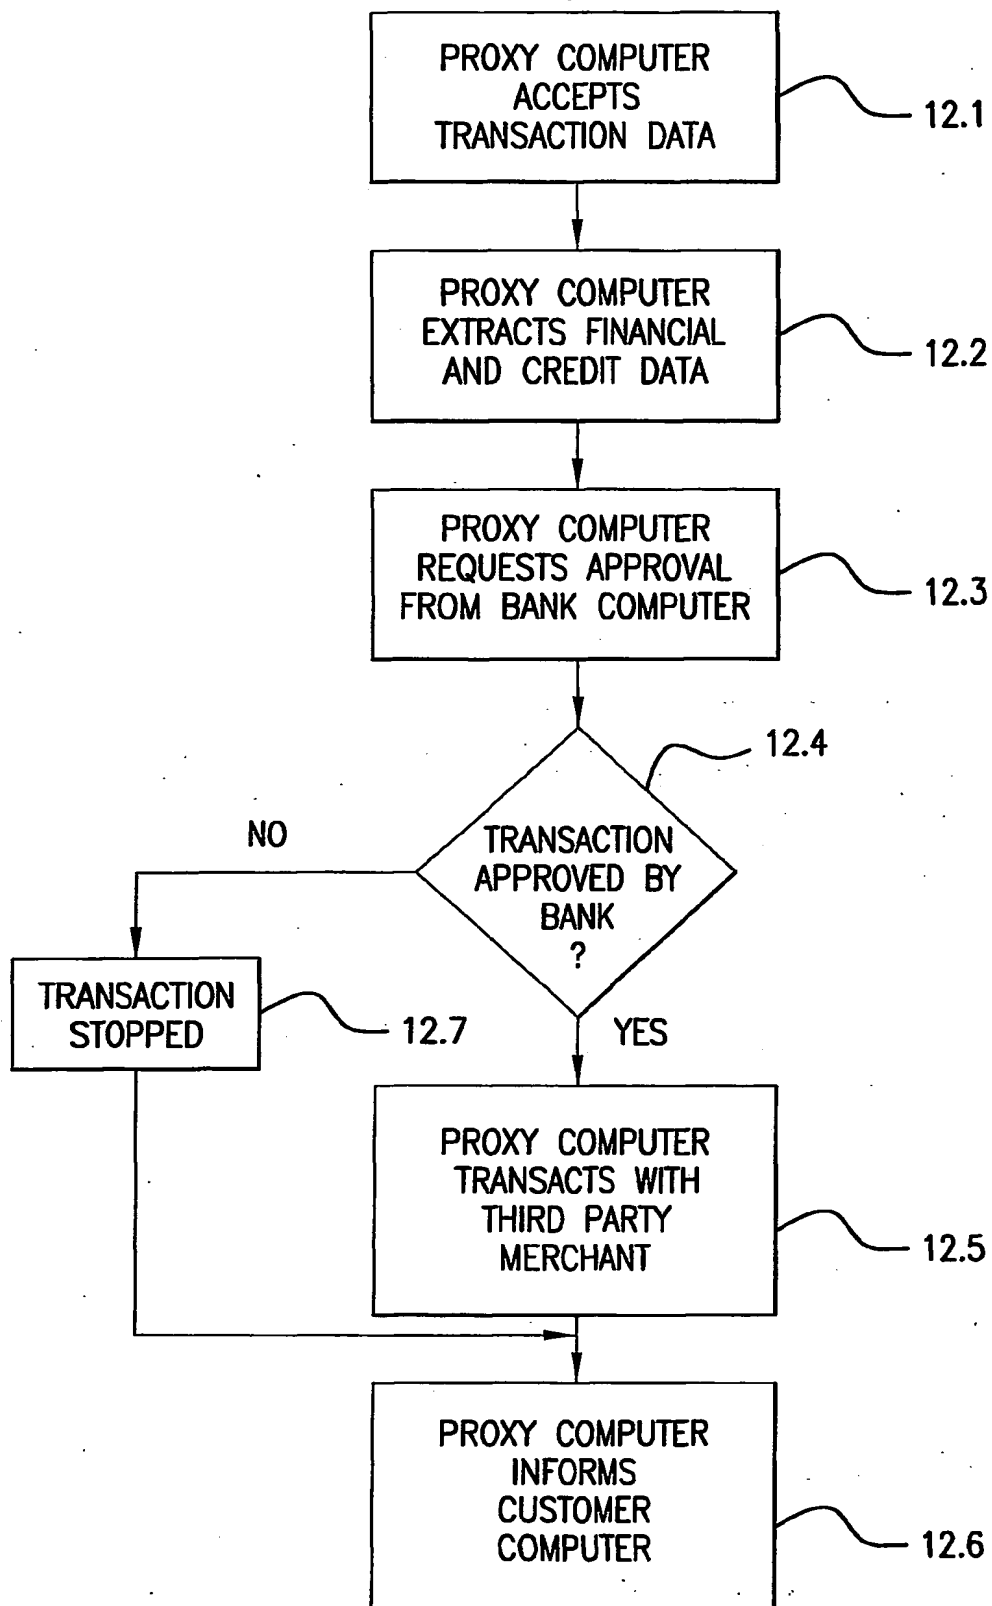 PROXY COMPUTER
ACCEPTS
TRANSACTION DATA
12.1
PROXY COMPUTER
EXTRACTS FINANCIAL
AND CREDIT DATA
12.2
PROXY COMPUTER
REQUESTS APPROVAL
FROM BANK COMPUTER
12.3
12.4
TRANSACTION
APPROVED BY
BANK
?
NO
TRANSACTION
STOPPED
12.7
YES
PROXY COMPUTER
TRANSACTS WITH
THIRD PARTY
MERCHANT
12.5
PROXY COMPUTER
INFORMS
CUSTOMER
COMPUTER
12.6